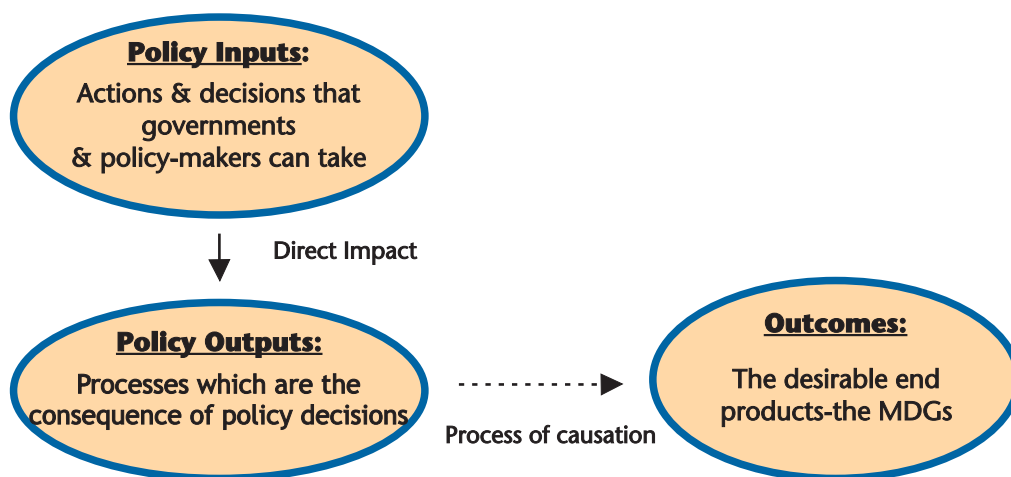 Policy Inputs:
Actions & decisions that
governments
& policy-makers can take
Direct Impact
Policy Outputs:
Processes which are the
consequence of policy decisions
Process of causation
Outcomes:
The desirable end
products-the MDGs